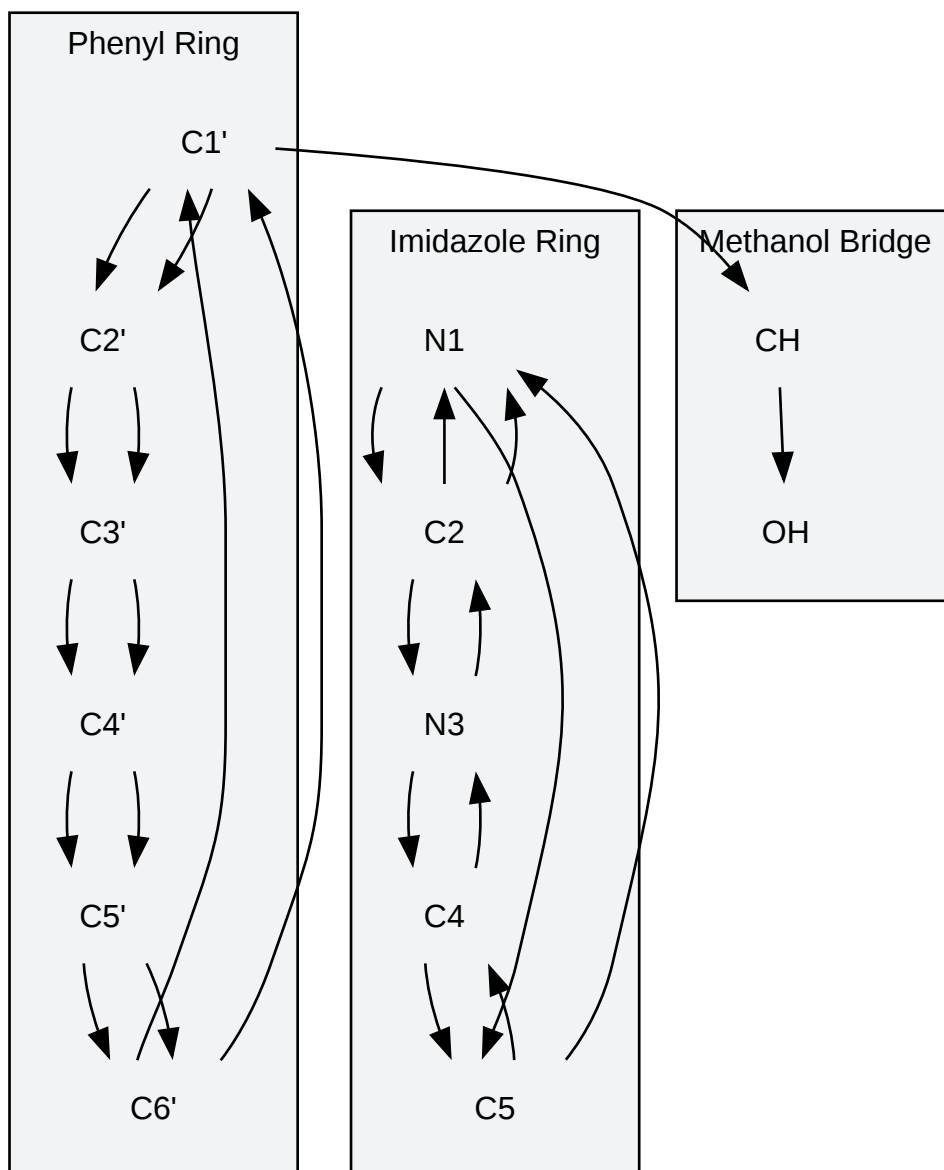 Phenyl Ring
C1'
C2'
C3'
C4'
C5'
C6'
Imidazole Ring
N1
C2
N3
C4
C5
Methanol Bridge
CH
OH